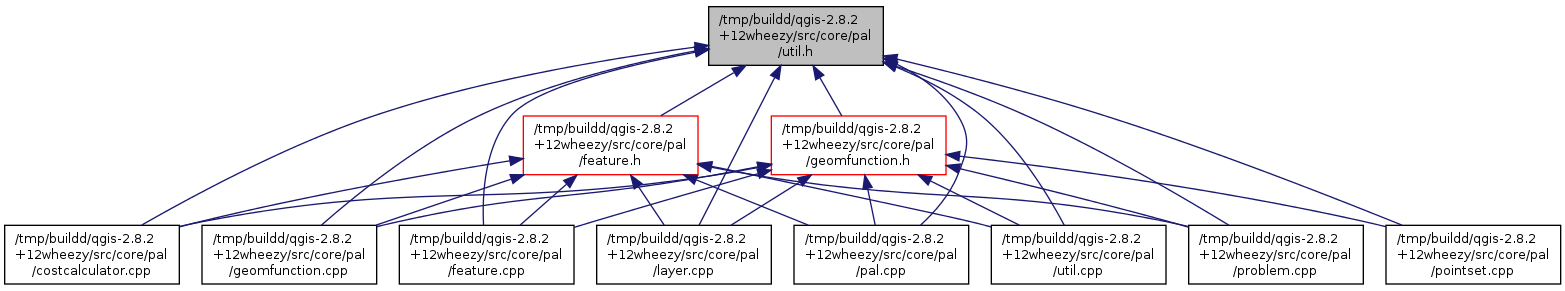 /tmp/buildd/qgis-2.8.2
+12wheezy/src/core/pal
/util.h
/tmp/buildd/qgis-2.8.2
+12wheezy/src/core/pal
/feature.h
/tmp/buildd/qgis-2.8.2
+12wheezy/src/core/pal
/geomfunction.h
/tmp/buildd/qgis-2.8.2
+12wheezy/src/core/pal
/costcalculator.cpp
/tmp/buildd/qgis-2.8.2
+12wheezy/src/core/pal
/geomfunction.cpp
/tmp/buildd/qgis-2.8.2
+12wheezy/src/core/pal
/feature.cpp
/tmp/buildd/qgis-2.8.2
+12wheezy/src/core/pal
/layer.cpp
/tmp/buildd/qgis-2.8.2
+12wheezy/src/core/pal
/pal.cpp
/tmp/buildd/qgis-2.8.2
+12wheezy/src/core/pal
/util.cpp
/tmp/buildd/qgis-2.8.2
+12wheezy/src/core/pal
/problem.cpp
/tmp/buildd/qgis-2.8.2
+12wheezy/src/core/pal
/pointset.cpp